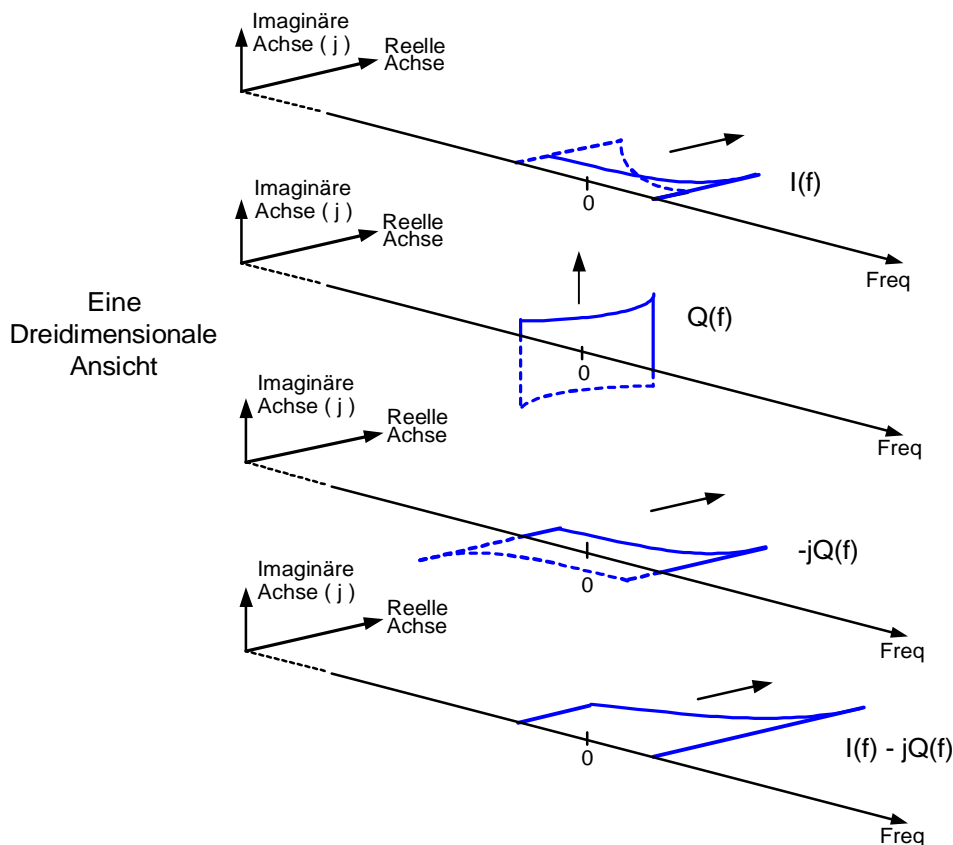 Imaginäre
Achse ( j )
Reelle
Achse
I(f)
0
Freq
Imaginäre
Achse ( j )
Reelle
Achse
Eine
Dreidimensionale
Ansicht
Q(f)
0
Freq
Imaginäre
Achse ( j )
Reelle
Achse
-jQ(f)
0
Freq
Imaginäre
Achse ( j )
Reelle
Achse
0
I(f) - jQ(f)
Freq